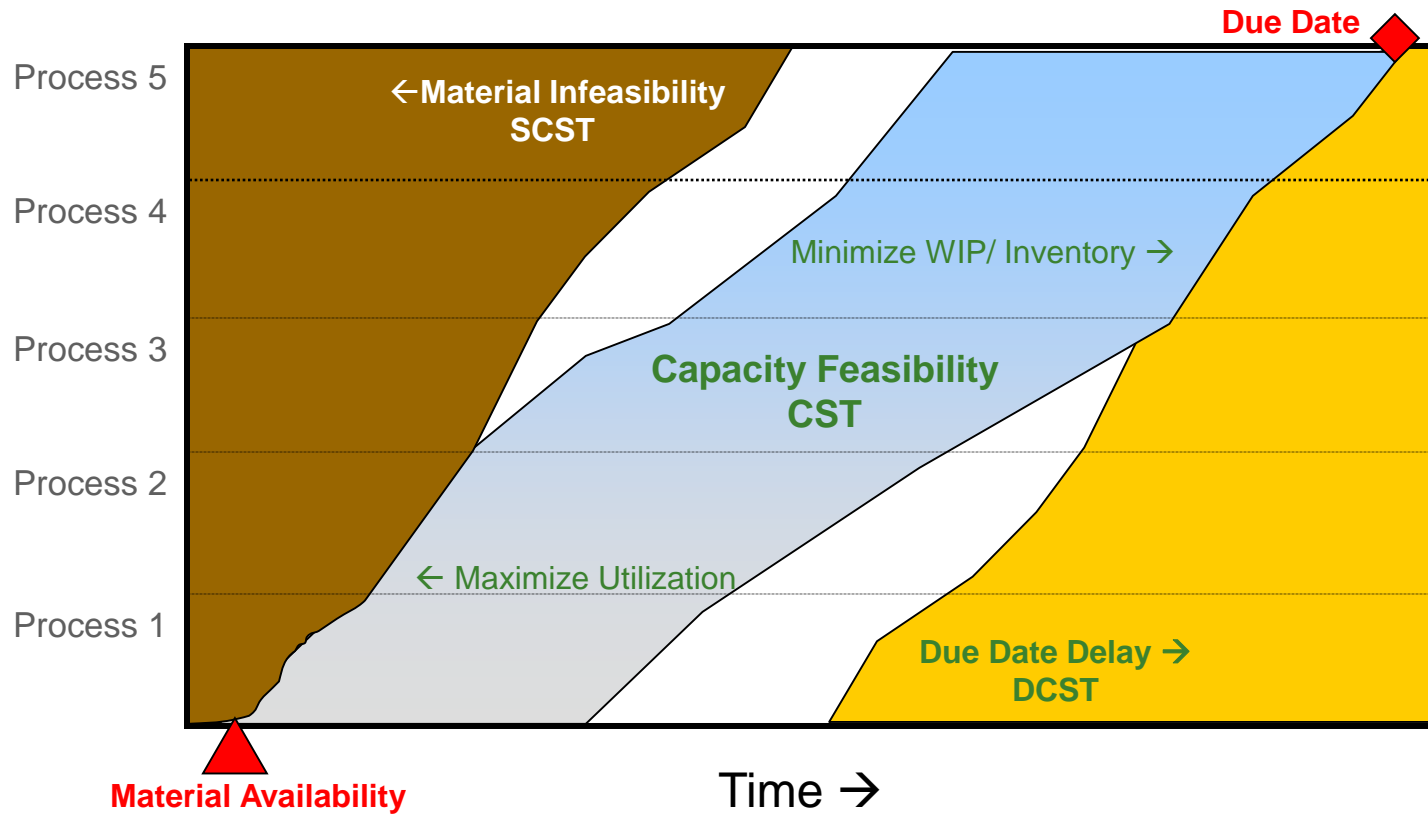 Due Date
Process 5
←Material Infeasibility
SCST
Process 4
Minimize WIP/ Inventory →
Process 3
Capacity Feasibility
CST
Process 2
← Maximize Utilization
Process 1
Due Date Delay →
DCST
Material Availability
Time →